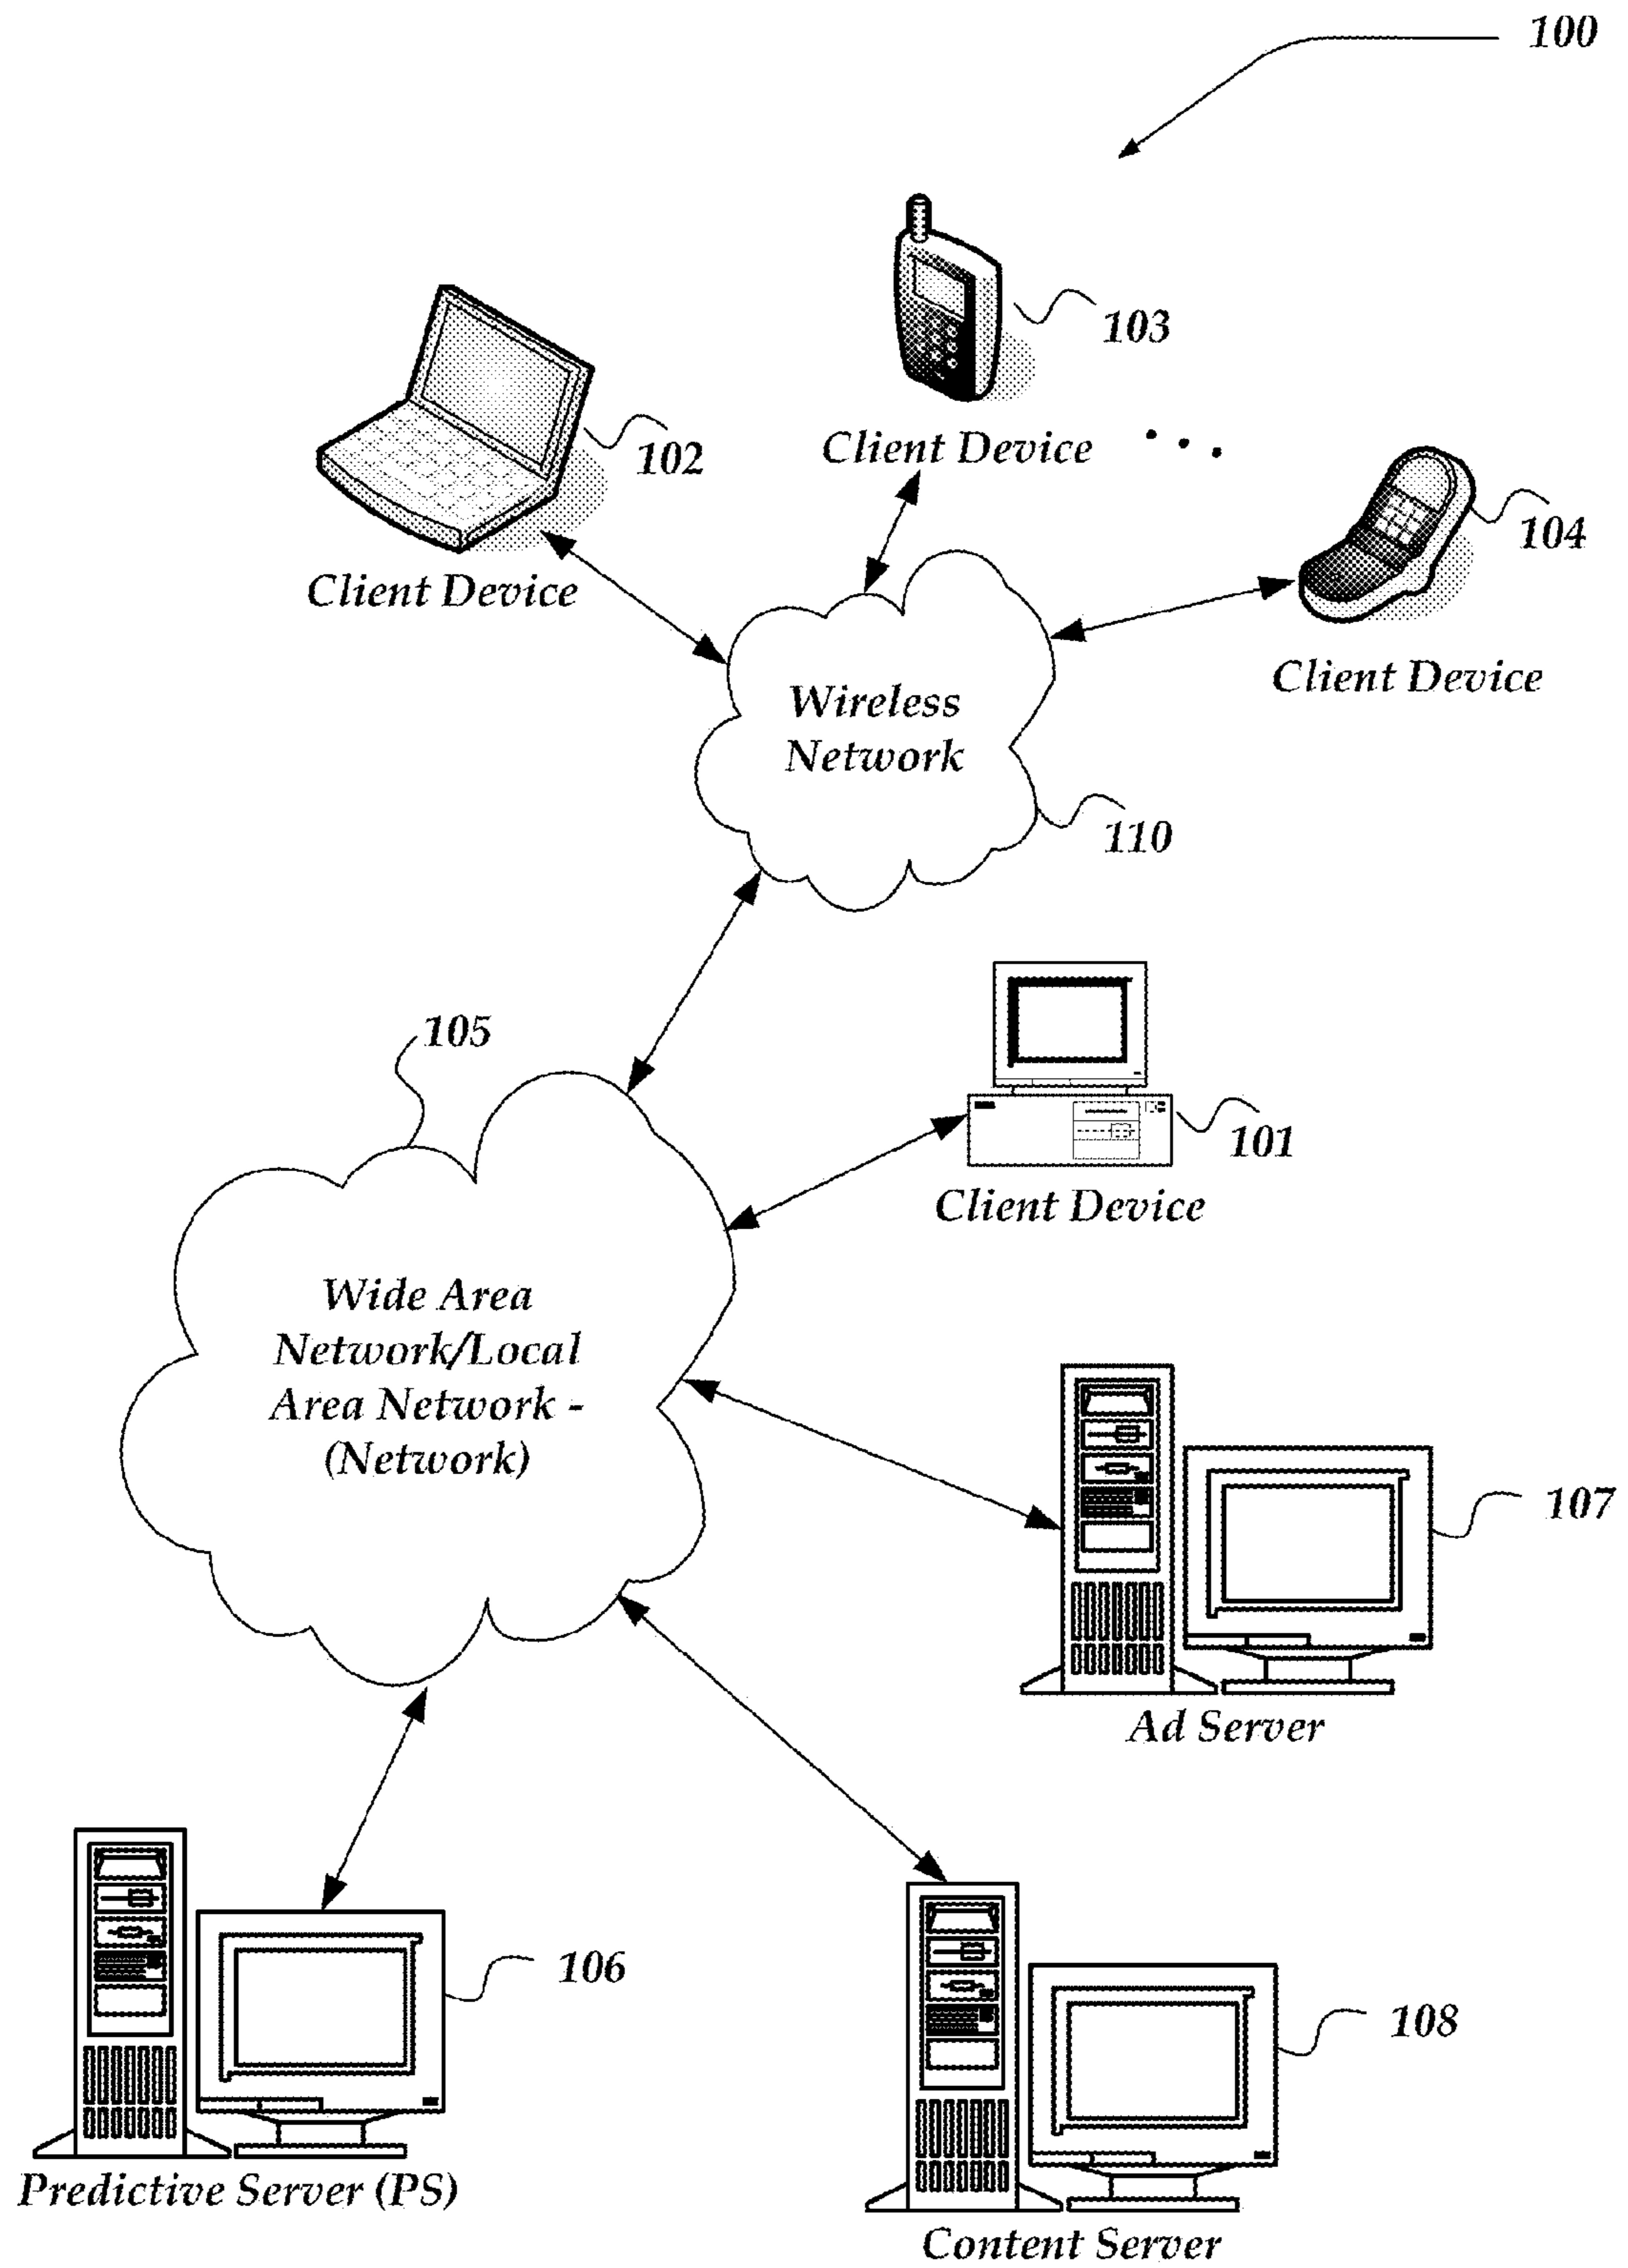 100
103
Client Device
102
Client Device
104
Client Device
Wireless
Network
110
105
101
Client Device
Wide Area
Network/Local
Area Network -
(Network)
107
Ad Server
106
Predictive Server (PS)
108
Content Server